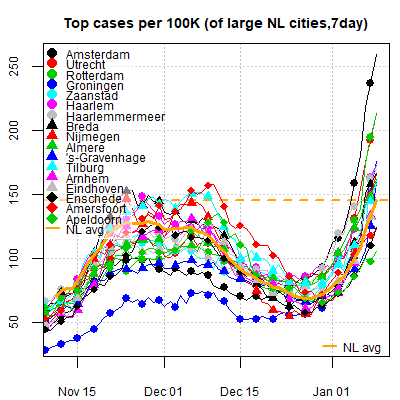 Top cases per 100K (of large NL cities,7day)
250
200
150
100
50
Amsterdam
Utrecht
Rotterdam
Groningen
Zaanstad
Haarlem
Haarlemmermeer
Breda
Nijmegen
Almere
's-Gravenhage
Tilburg
Arnhem
Eindhoven
Enschede
Amersfoort
Apeldoorn
NL avg
NL avg
Nov 15
Dec 01
Dec 15
Jan 01